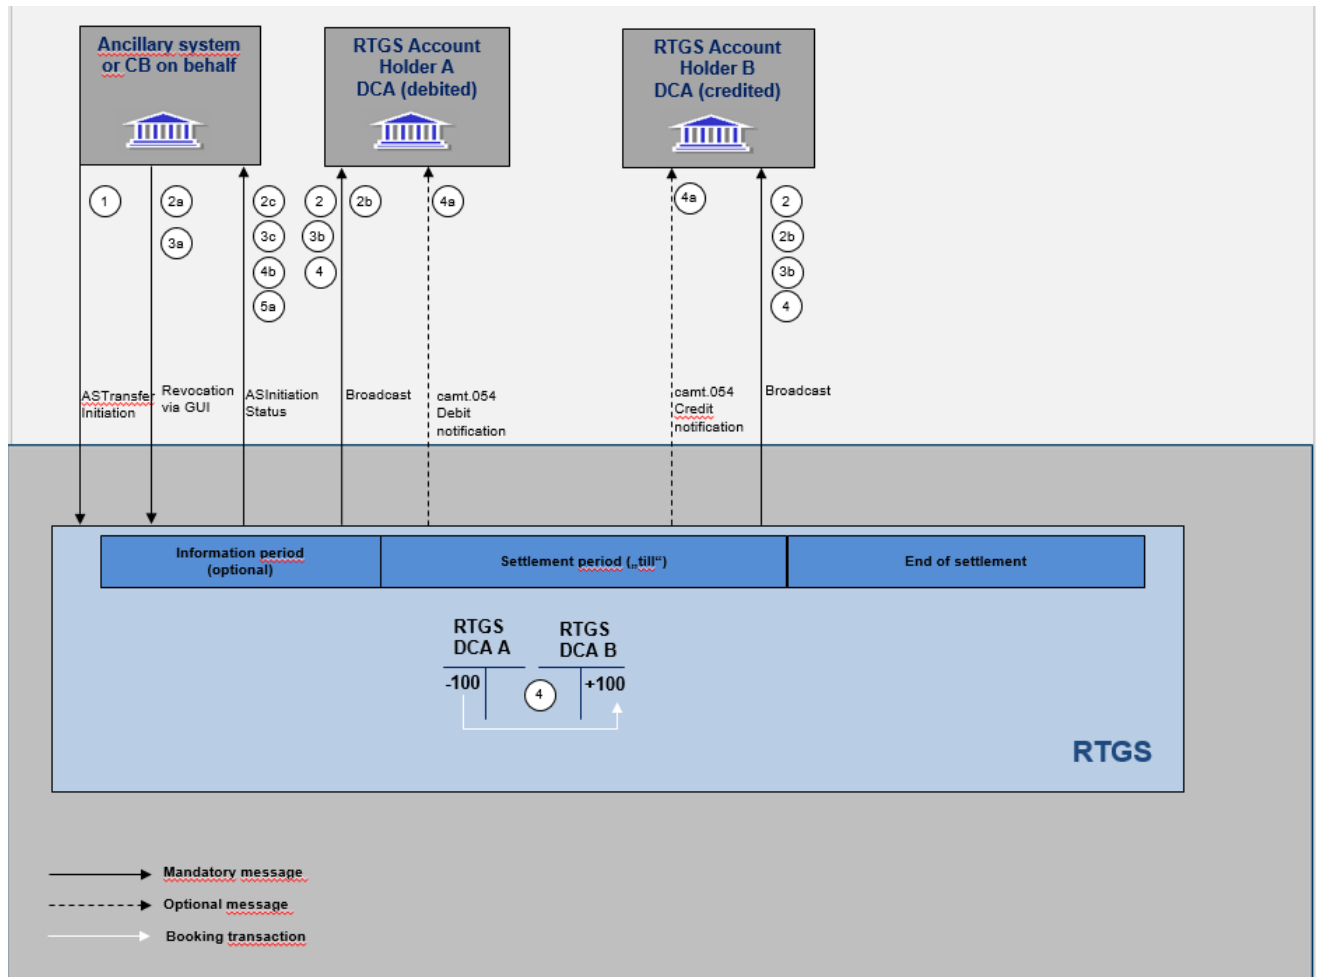 Ancillary system
or CB on behalf
RTGS Account
Holder A
DCA (debited)
RTGS Account
Holder B
DCA (credited)
1
2a
3a
2c
3c
4b
5a
2
3b
4
2b
4a
4a
2
2b
3b
4
ASTransfer
Initiation
Revocation
via GUI
ASInitiation
Status
Broadcast
camt.054
Debit
notification
camt.054
Credit
notification
Broadcast
Information period
(optional)
Settlement period („till“)
End of settlement
RTGS
DCA A
RTGS
DCA B
-100
4
+100
RTGS
Mandatory message
Optional message
Booking transaction